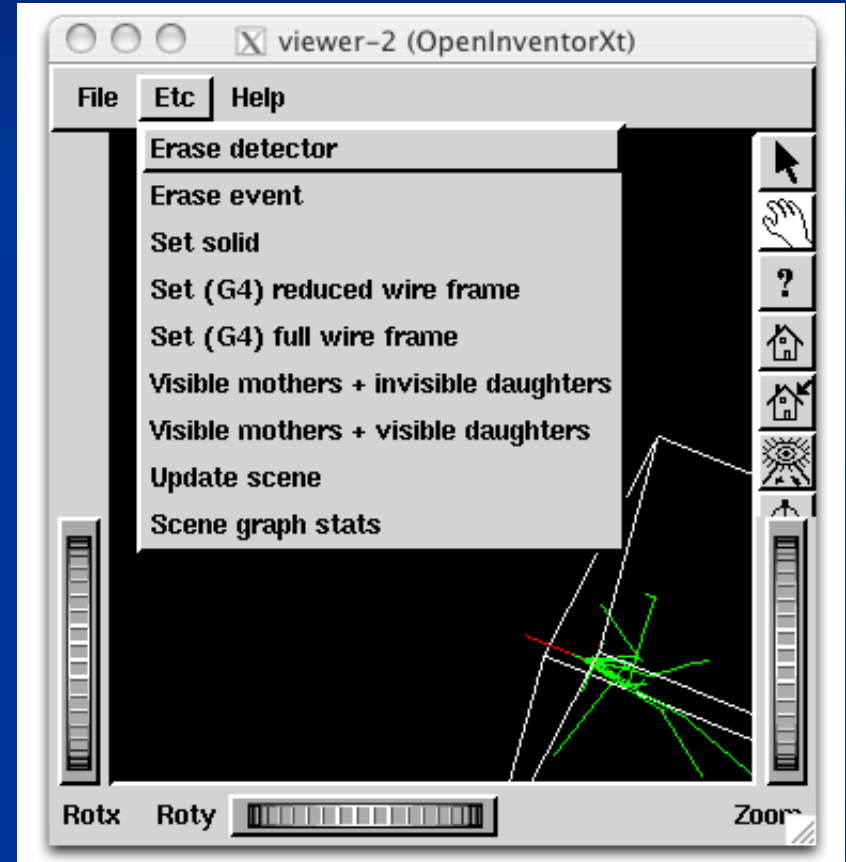 viewer-2 (OpenInventorXt)
File Etc Help
Erase detector
Erase event
Set solid
Set (G4) reduced wire frame
Set (G4) full wire frame
Visible mothers + invisible daughters
Visible mothers + visible daughters
Update scene
Scene graph stats
?
Rotx Roty Zoom